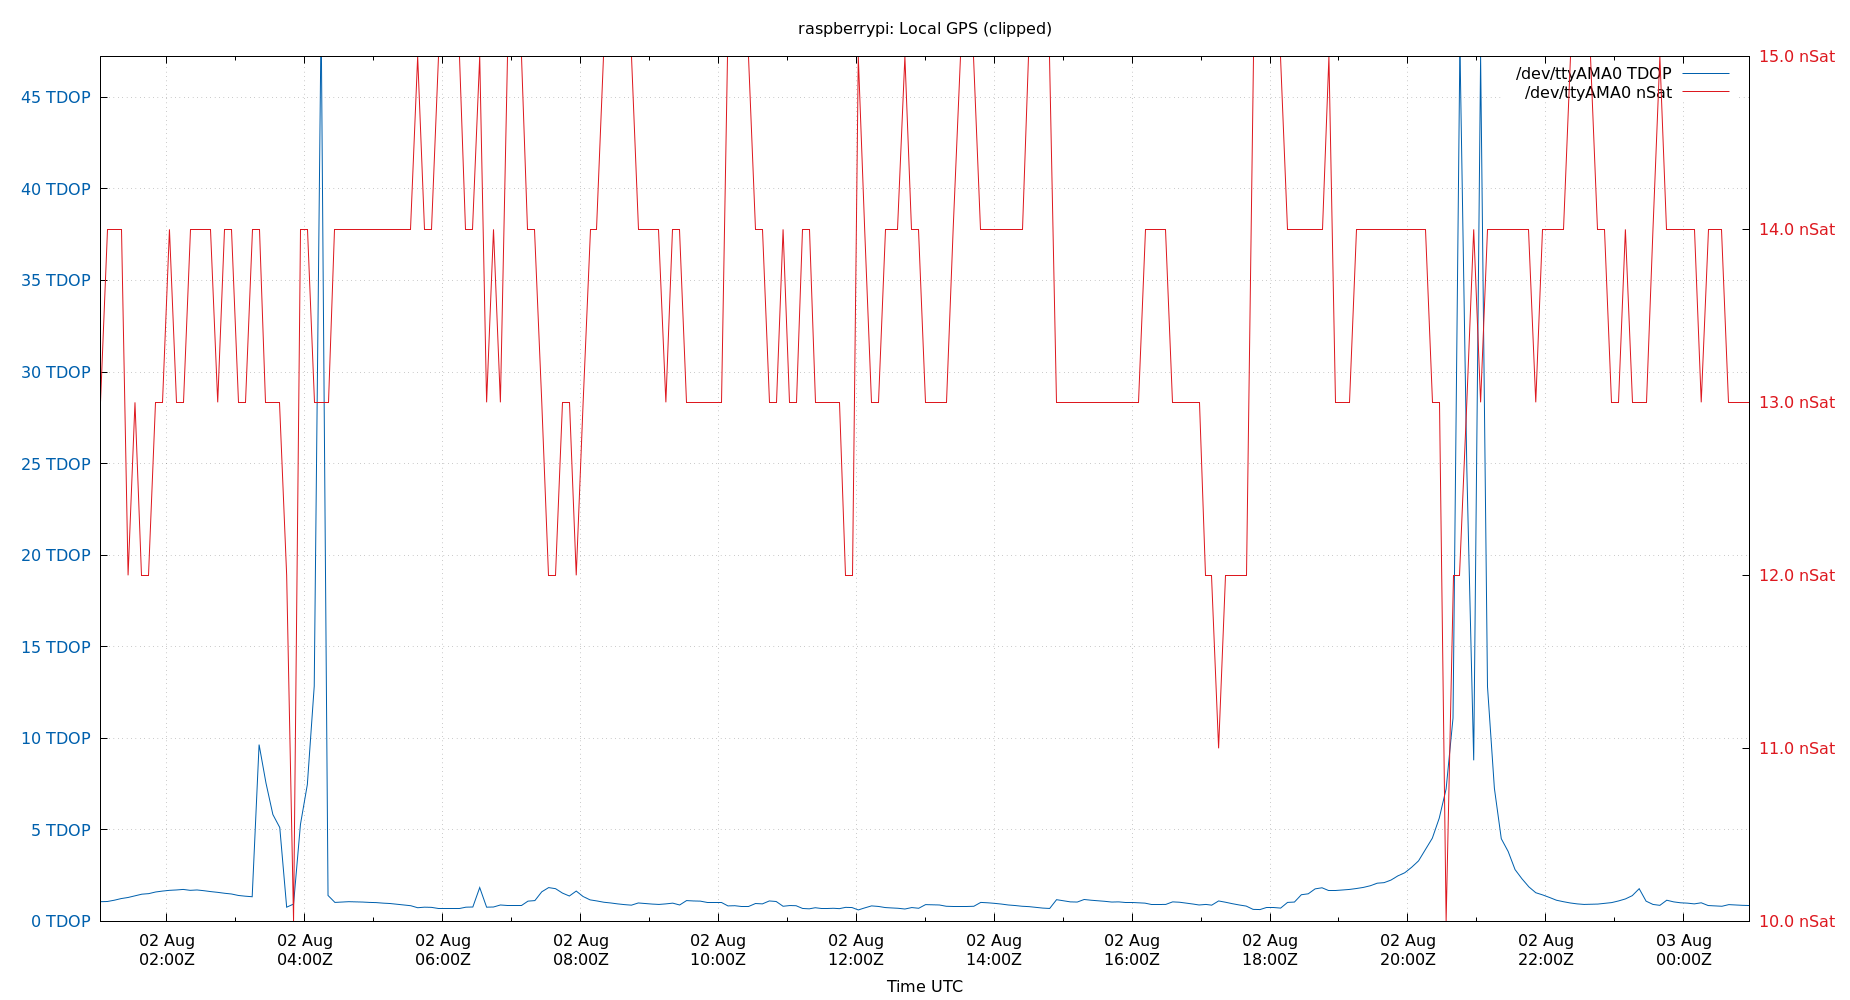 raspberrypi: Local GPS (clipped)
/dev/ttyAMA0 TDOP
/dev/ttyAMA0 nSat
45 TDOP
40 TDOP
35 TDOP
30 TDOP
25 TDOP
20 TDOP
15 TDOP
10 TDOP
5 TDOP
0 TDOP
15.0 nSat
14.0 nSat
13.0 nSat
12.0 nSat
11.0 nSat
10.0 nSat
02 Aug
02:00Z
02 Aug
04:00Z
02 Aug
06:00Z
02 Aug
08:00Z
02 Aug
10:00Z
02 Aug
12:00Z
02 Aug
14:00Z
02 Aug
16:00Z
02 Aug
18:00Z
02 Aug
20:00Z
02 Aug
22:00Z
03 Aug
00:00Z
Time UTC